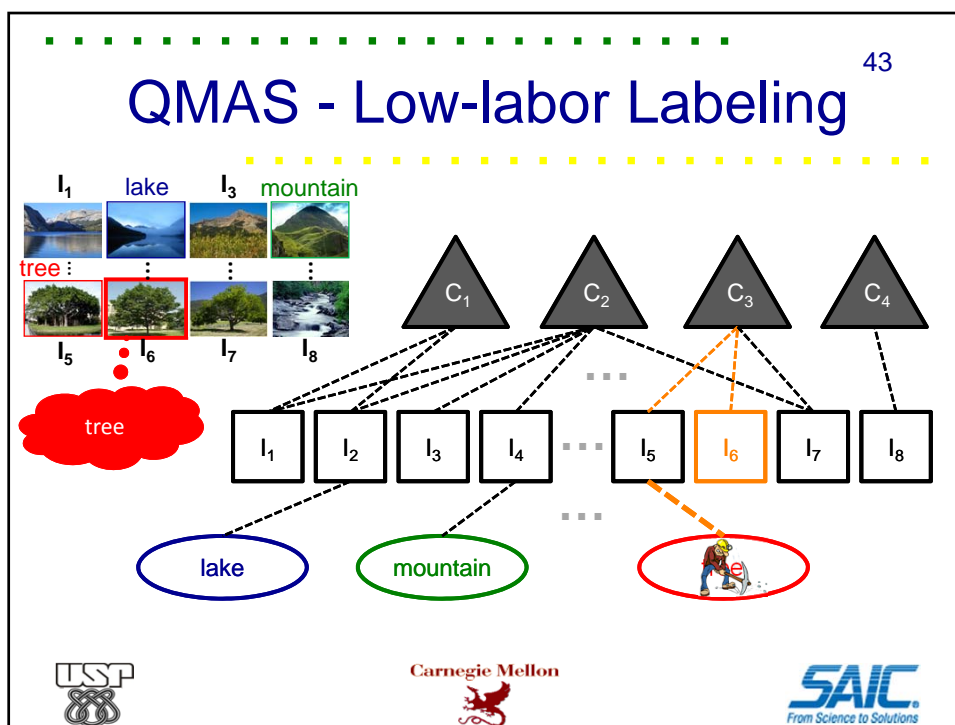 43
QMAS - Low-labor Labeling
I1 lake I3 mountain
tree
I5 I6 I7 I8
tree
C1 C2 C3 C4
I1 I2 I3 I4 I5 I6 I7 I8
lake mountain
USP Carnegie Mellon SAIC.
From Science to Solutions